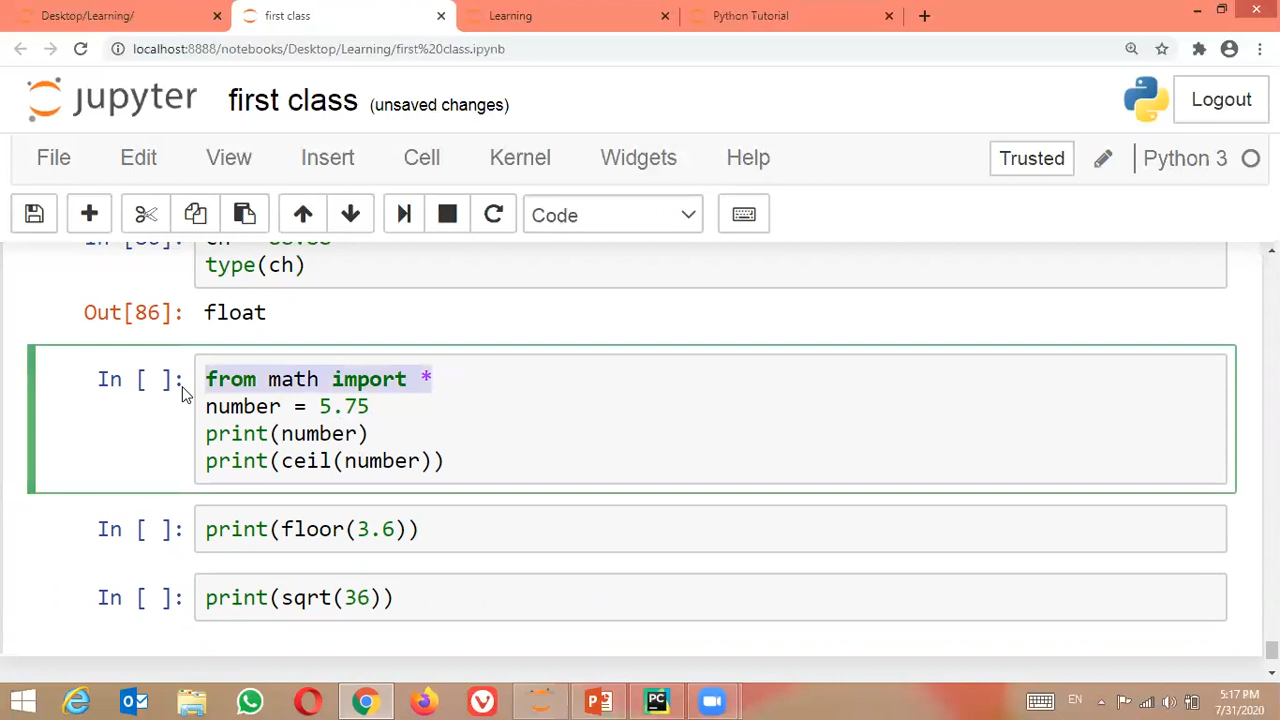 Desktop/Learning/
first class
Learning
Python Tutorial
localhost:8888/notebooks/Desktop/Learning/first%20class.ipynb
jupyter first class (unsaved changes)
Logout
File Edit View Insert Cell Kernel Widgets Help
Trusted
Python 3
Code
type(ch)
Out[86]: float
In [ ]: from math import *
number = 5.75
print(number)
print(ceil(number))
In [ ]: print(floor(3.6))
In [ ]: print(sqrt(36))
PC
EN
5:17 PM
7/31/2020